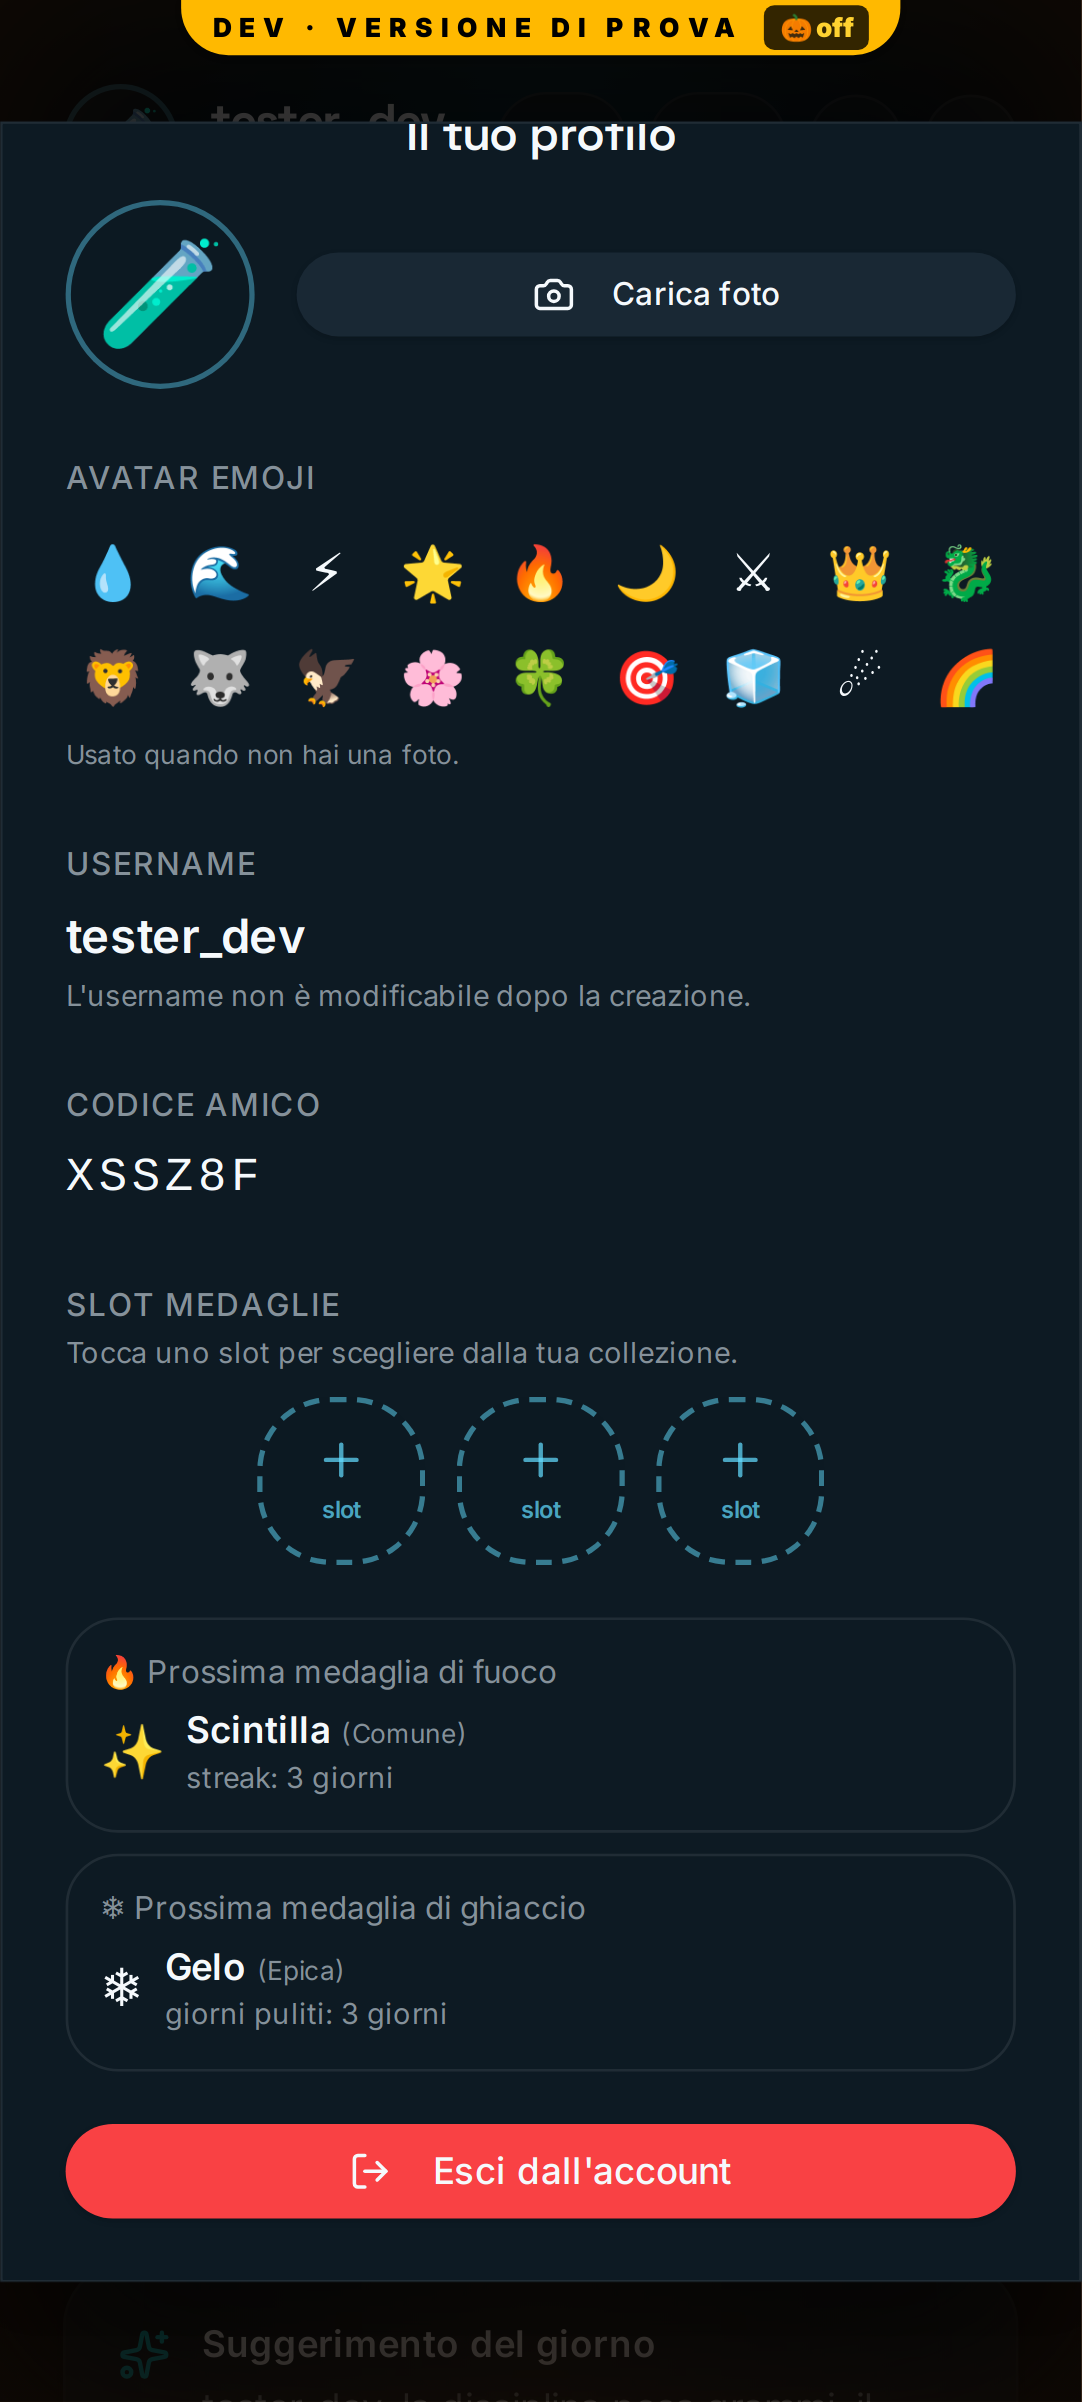 DEV · VERSIONE DI PROVA 🎃 off
tester_dev
Il tuo profilo
Carica foto
AVATAR EMOJI
Usato quando non hai una foto.
USERNAME
tester_dev
L'username non è modificabile dopo la creazione.
CODICE AMICO
XSSZ8F
SLOT MEDAGLIE
Tocca uno slot per scegliere dalla tua collezione.
slot slot slot
🔥 Prossima medaglia di fuoco
Scintilla (Comune)
streak: 3 giorni
❄ Prossima medaglia di ghiaccio
Gelo (Epica)
giorni puliti: 3 giorni
Esci dall'account
Suggerimento del giorno